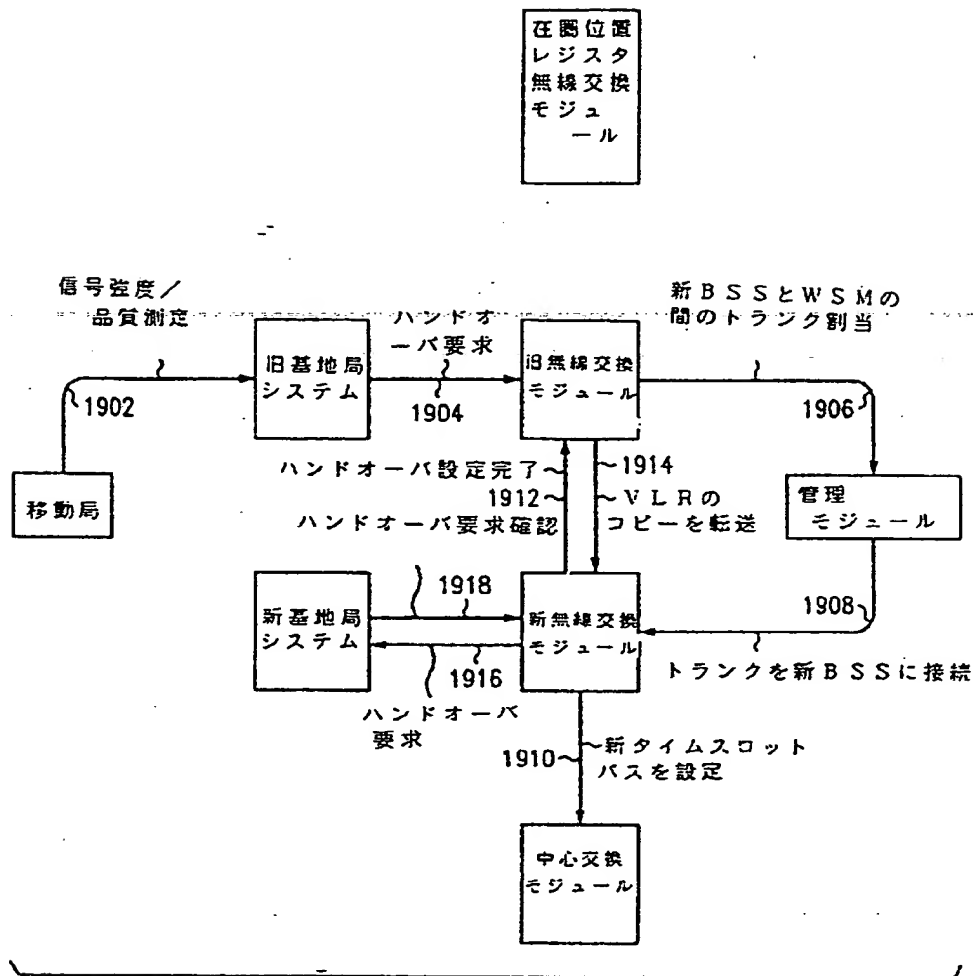 在圏位置
レジスタ
無線交換
モジュ
ール
信号強度/
品質測定
ハンドオ
ーバ要求
新BSSとWSMの
間のトランク割当
旧基地局
システム
旧無線交換
モジュール
1902
1904
1906
移動局
ハンドオーバ設定完了
1914
1912
VLRの
ハンドオーバ要求確認
コピーを転送
管理
モジュール
新基地局
システム
1918
新無線交換
モジュール
1908
1916
トランクを新BSSに接続
ハンドオーバ
要求
1910
新タイムスロット
パスを設定
中心交換
モジュール